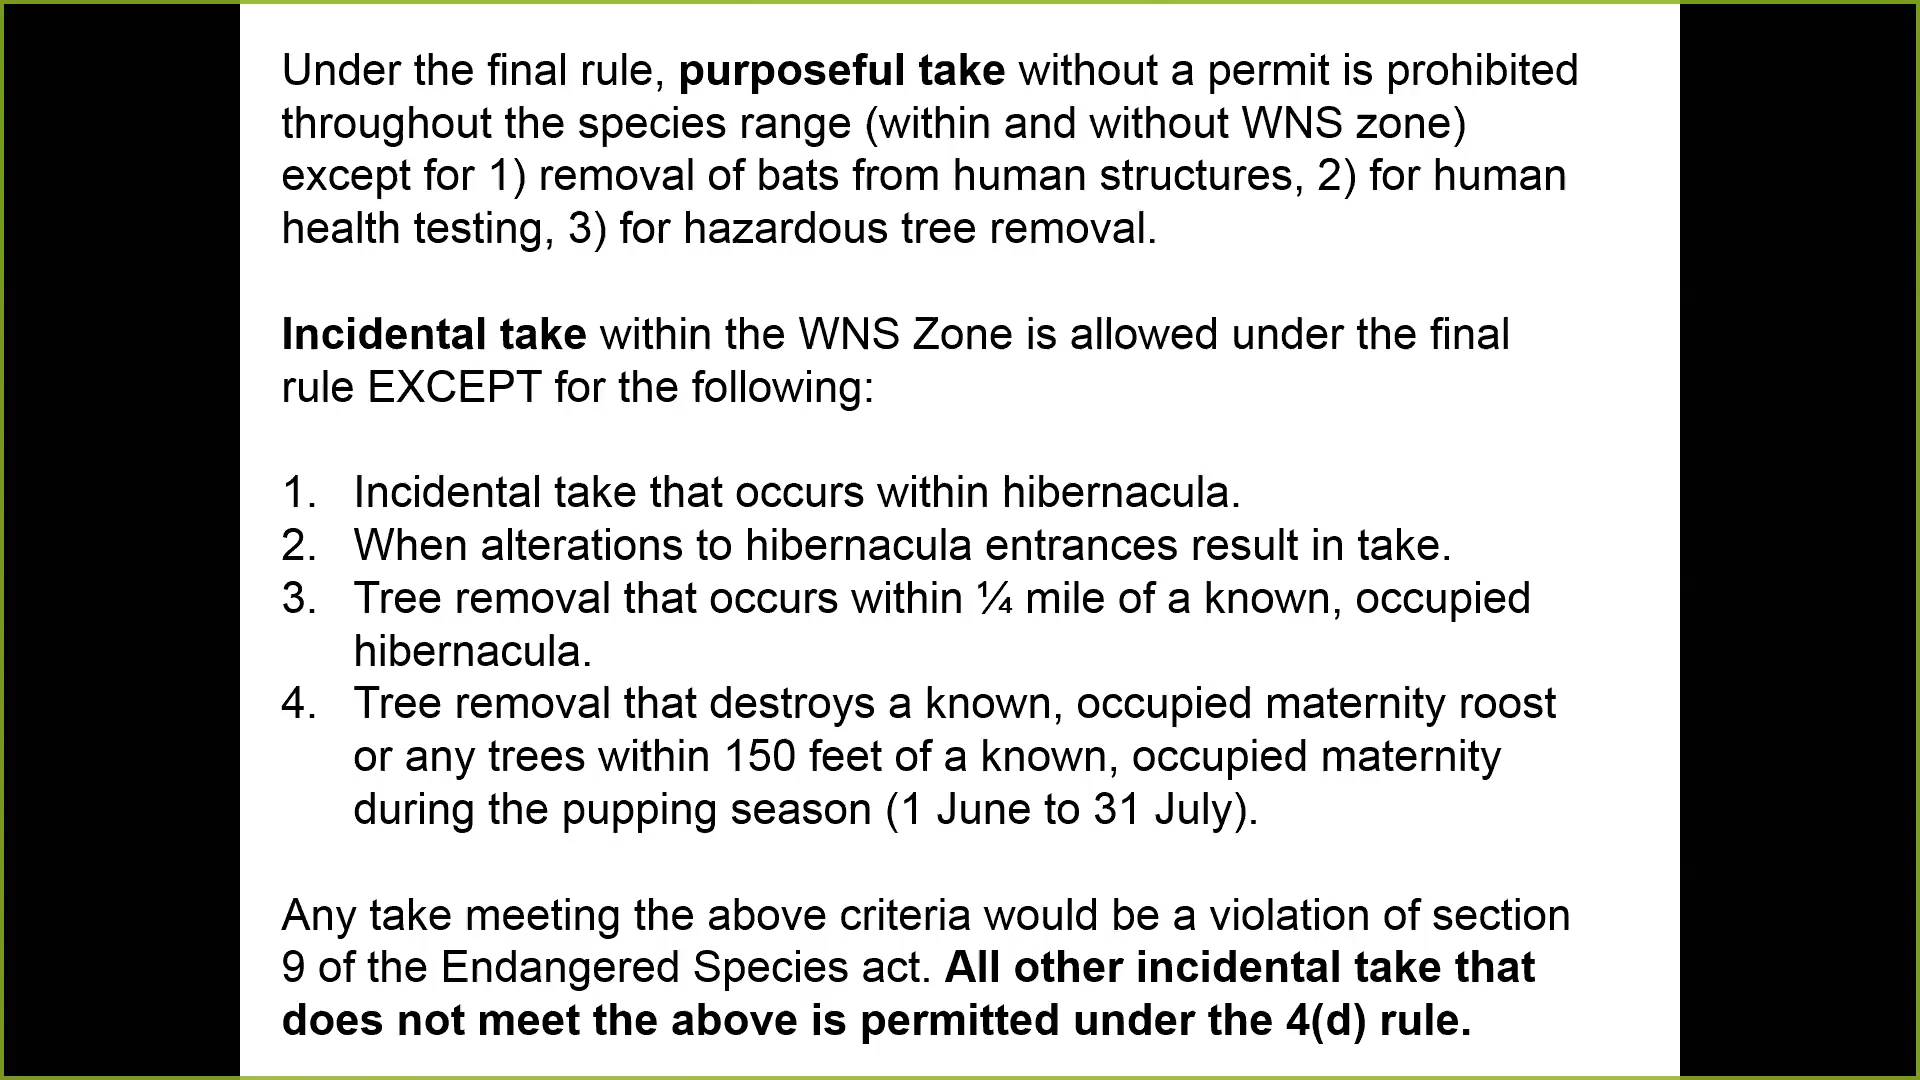 Under the final rule, purposeful take without a permit is prohibited
throughout the species range (within and without WNS zone)
except for 1) removal of bats from human structures, 2) for human
health testing, 3) for hazardous tree removal.
Incidental take within the WNS Zone is allowed under the final
rule EXCEPT for the following:
1. Incidental take that occurs within hibernacula.
2. When alterations to hibernacula entrances result in take.
3. Tree removal that occurs within ¼ mile of a known, occupied
hibernacula.
4. Tree removal that destroys a known, occupied maternity roost
or any trees within 150 feet of a known, occupied maternity
during the pupping season (1 June to 31 July).
Any take meeting the above criteria would be a violation of section
9 of the Endangered Species act. All other incidental take that
does not meet the above is permitted under the 4(d) rule.